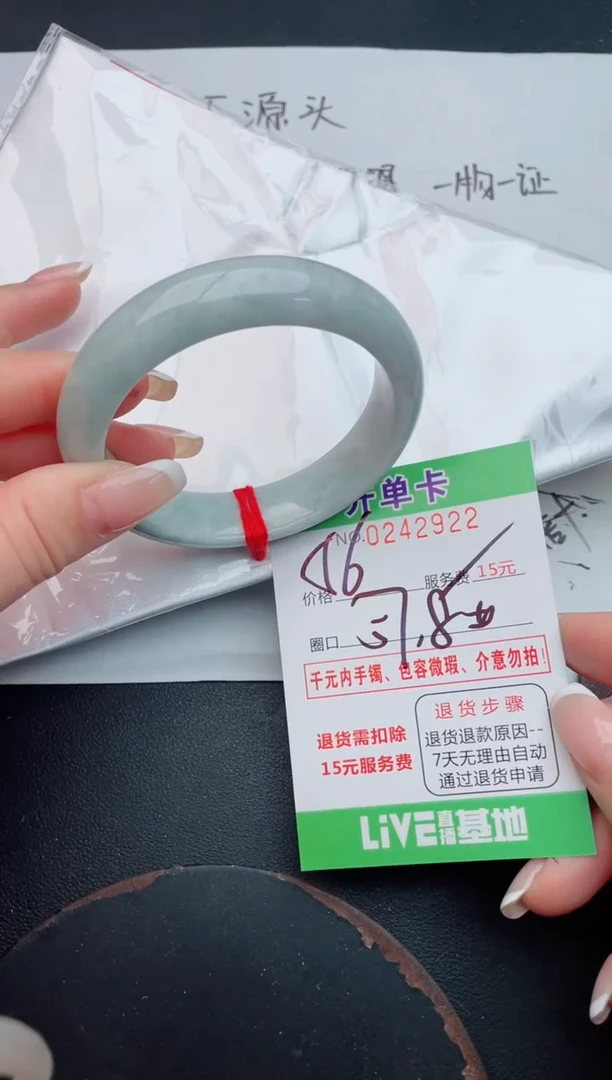 源头
一物一证
开单卡
NO.0242922
价格
服务费 15元
圈口 57.8
千元内手镯、包容微瑕、介意勿拍!
退货需扣除
15元服务费
退货步骤
退货退款原因--
7天无理由自动
通过退货申请
LiVE直播基地